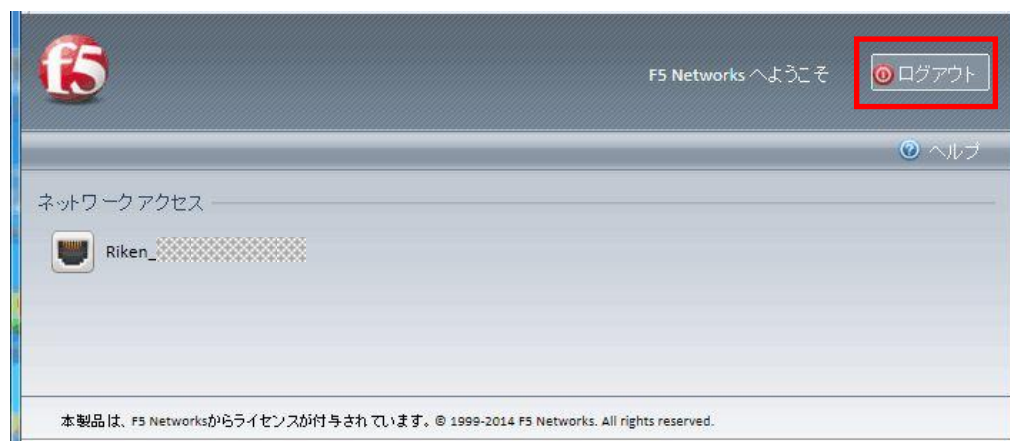 f5
F5 Networks へようこそ
ログアウト
ヘルプ
ネットワーク アクセス
Riken_
本製品は、F5 Networksからライセンスが付与されています。© 1999-2014 F5 Networks. All rights reserved.